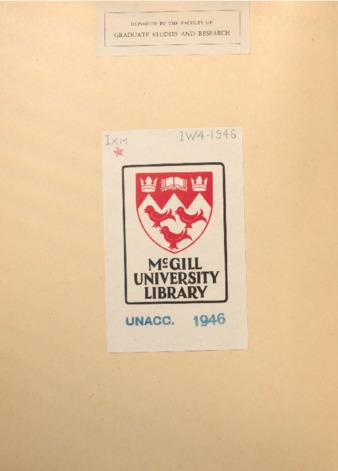 DEPOSITED BY THE FACULTY OF
GRADUATE STUDIES AND RESEARCH
IXM ·1W4·1946
McGILL
UNIVERSITY
LIBRARY
UNACC. 1946